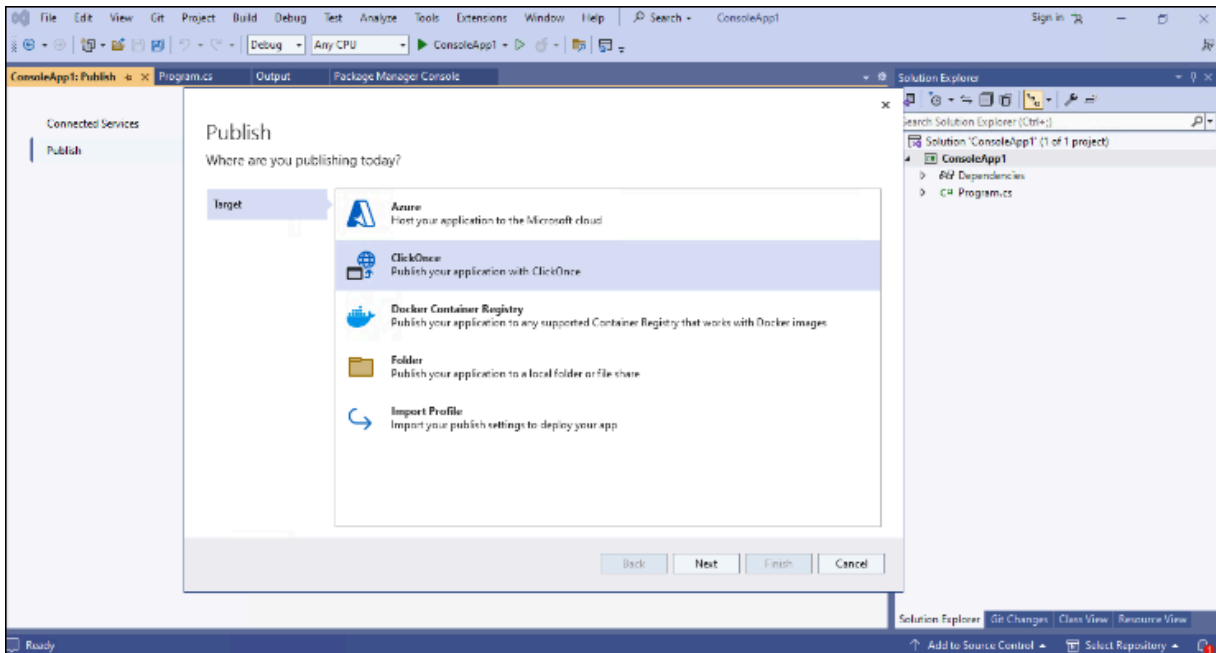 File Edit View Git Project Build Debug Test Analyze Tools Extensions Window Help Search ConsoleApp1 Sign in
Debug Any CPU ConsoleApp1
ConsoleApp1: Publish Program.cs Output Package Manager Console
Solution Explorer
Connected Services
Publish
Publish
Where are you publishing today?
Target
Azure
Host your application to the Microsoft cloud
ClickOnce
Publish your application with ClickOnce
Docker Container Registry
Publish your application to any supported Container Registry that works with Docker images
Folder
Publish your application to a local folder or file share
Import Profile
Import your publish settings to deploy your app
Back Next Finish Cancel
Search Solution Explorer (Ctrl+;)
Solution 'ConsoleApp1' (1 of 1 project)
ConsoleApp1
Dependencies
C# Program.cs
Solution Explorer Git Changes Class View Resource View
Ready Add to Source Control Select Repository 1